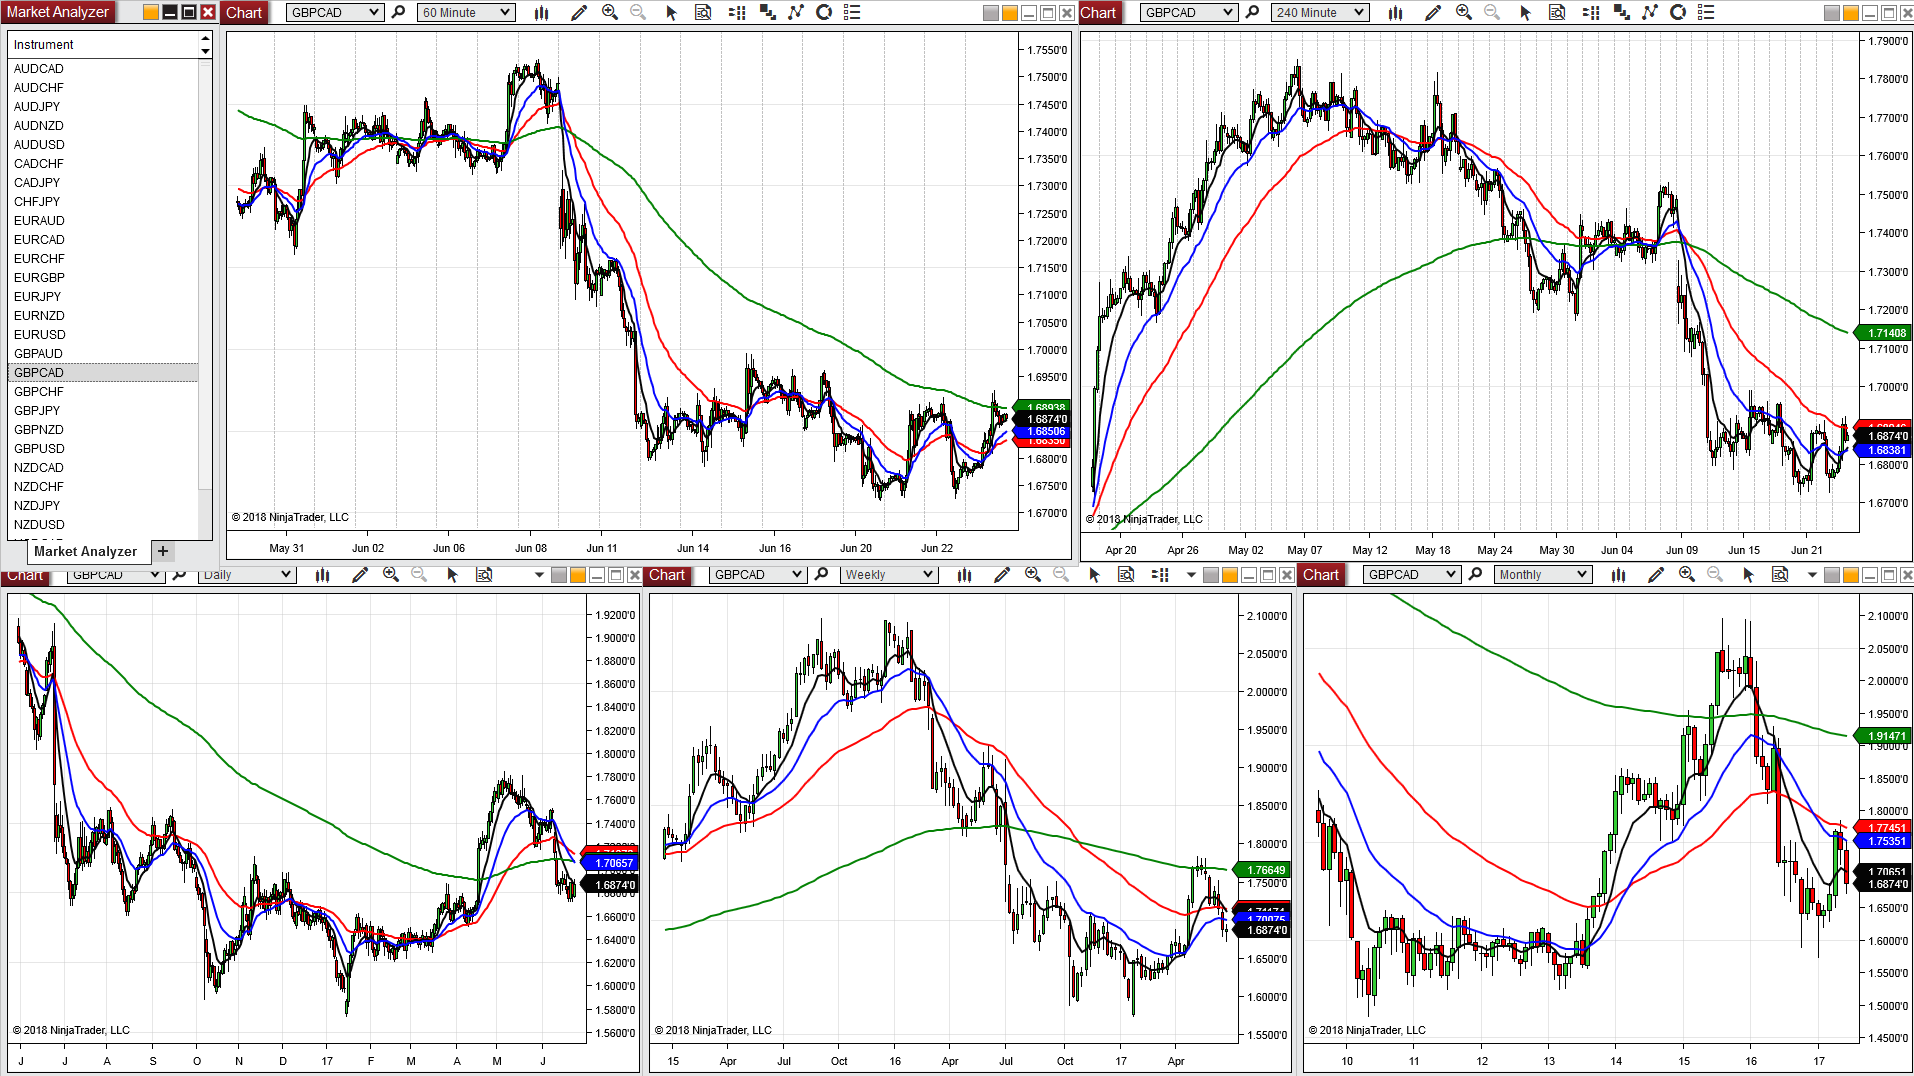 Market Analyzer
Instrument
AUDCAD
AUDCHF
AUDJPY
AUDNZD
AUDUSD
CADCHF
CADJPY
CHFJPY
EURAUD
EURCAD
EURCHF
EURGBP
EURJPY
EURNZD
EURUSD
GBPAUD
GBPCAD
GBPCHF
GBPJPY
GBPNZD
GBPUSD
NZDCAD
NZDCHF
NZDJPY
NZDUSD
Market Analyzer +
Chart GBPCAD 60 Minute
1.7550'0
1.7500'0
1.7450'0
1.7400'0
1.7350'0
1.7300'0
1.7250'0
1.7200'0
1.7150'0
1.7100'0
1.7050'0
1.7000'0
1.6950'0
1.68938
1.6874'0
1.68506
1.6800'0
1.6750'0
1.6700'0
© 2018 NinjaTrader, LLC
May 31 Jun 02 Jun 06 Jun 08 Jun 11 Jun 14 Jun 16 Jun 20 Jun 22
Chart GBPCAD 240 Minute
1.7900'0
1.7800'0
1.7700'0
1.7600'0
1.7500'0
1.7400'0
1.7300'0
1.7200'0
1.71408
1.7100'0
1.7000'0
1.6874'0
1.68381
1.6800'0
1.6700'0
© 2018 NinjaTrader, LLC
Apr 20 Apr 26 May 02 May 07 May 12 May 18 May 24 May 30 Jun 04 Jun 09 Jun 15 Jun 21
Chart GBPCAD Daily
1.9200'0
1.9000'0
1.8800'0
1.8600'0
1.8400'0
1.8200'0
1.8000'0
1.7800'0
1.7600'0
1.7400'0
1.70657
1.6874'0
1.6600'0
1.6400'0
1.6200'0
1.6000'0
1.5800'0
1.5600'0
© 2018 NinjaTrader, LLC
J J A S O N D 17 F M A M J
Chart GBPCAD Weekly
2.1000'0
2.0500'0
2.0000'0
1.9500'0
1.9000'0
1.8500'0
1.8000'0
1.76649
1.7500'0
1.70075
1.6874'0
1.6500'0
1.6000'0
1.5500'0
© 2018 NinjaTrader, LLC
15 Apr Jul Oct 16 Apr Jul Oct 17 Apr
Chart GBPCAD Monthly
2.1000'0
2.0500'0
2.0000'0
1.9500'0
1.91471
1.9000'0
1.8500'0
1.8000'0
1.77451
1.75351
1.70651
1.6874'0
1.6500'0
1.6000'0
1.5500'0
1.5000'0
1.4500'0
© 2018 NinjaTrader, LLC
10 11 12 13 14 15 16 17